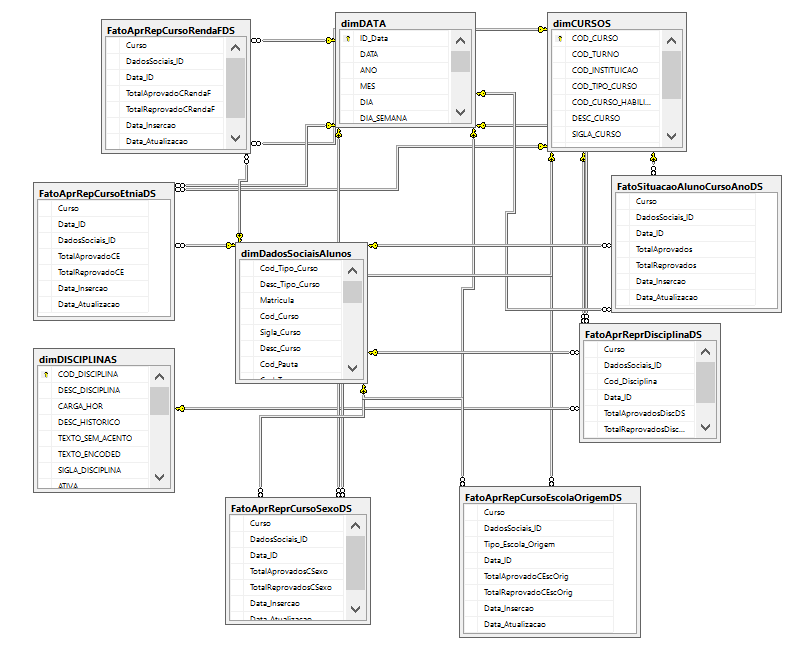 FatoAprRepCursoRendaFDS
Curso
DadosSociais_ID
Data_ID
TotalAprovadoCRendaF
TotalReprovadoCRendaF
Data_Insercao
Data_Atualizacao
dimDATA
ID_Data
DATA
ANO
MES
DIA
DIA_SEMANA
dimCURSOS
COD_CURSO
COD_TURNO
COD_INSTITUICAO
COD_TIPO_CURSO
COD_CURSO_HABILI...
DESC_CURSO
SIGLA_CURSO
FatoAprRepCursoEtniaDS
Curso
Data_ID
DadosSociais_ID
TotalAprovadoCE
TotalReprovadoCE
Data_Insercao
Data_Atualizacao
FatoSituacaoAlunoCursoAnoDS
Curso
DadosSociais_ID
Data_ID
TotalAprovados
TotalReprovados
Data_Insercao
Data_Atualizacao
dimDadosSociaisAlunos
Cod_Tipo_Curso
Desc_Tipo_Curso
Matricula
Cod_Curso
Sigla_Curso
Desc_Curso
Cod_Pauta
FatoAprReprDisciplinaDS
Curso
DadosSociais_ID
Cod_Disciplina
Data_ID
TotalAprovadosDiscDS
TotalReprovadosDisc...
dimDISCIPLINAS
COD_DISCIPLINA
DESC_DISCIPLINA
CARGA_HOR
DESC_HISTORICO
TEXTO_SEM_ACENTO
TEXTO_ENCODED
SIGLA_DISCIPLINA
ATIVA
FatoAprReprCursoSexoDS
Curso
DadosSociais_ID
Data_ID
TotalAprovadosCSexo
TotalReprovadosCSexo
Data_Insercao
Data_Atualizacao
FatoAprRepCursoEscolaOrigemDS
Curso
DadosSociais_ID
Tipo_Escola_Origem
Data_ID
TotalAprovadoCEscOrig
TotalReprovadoCEscOrig
Data_Insercao
Data_Atualizacao